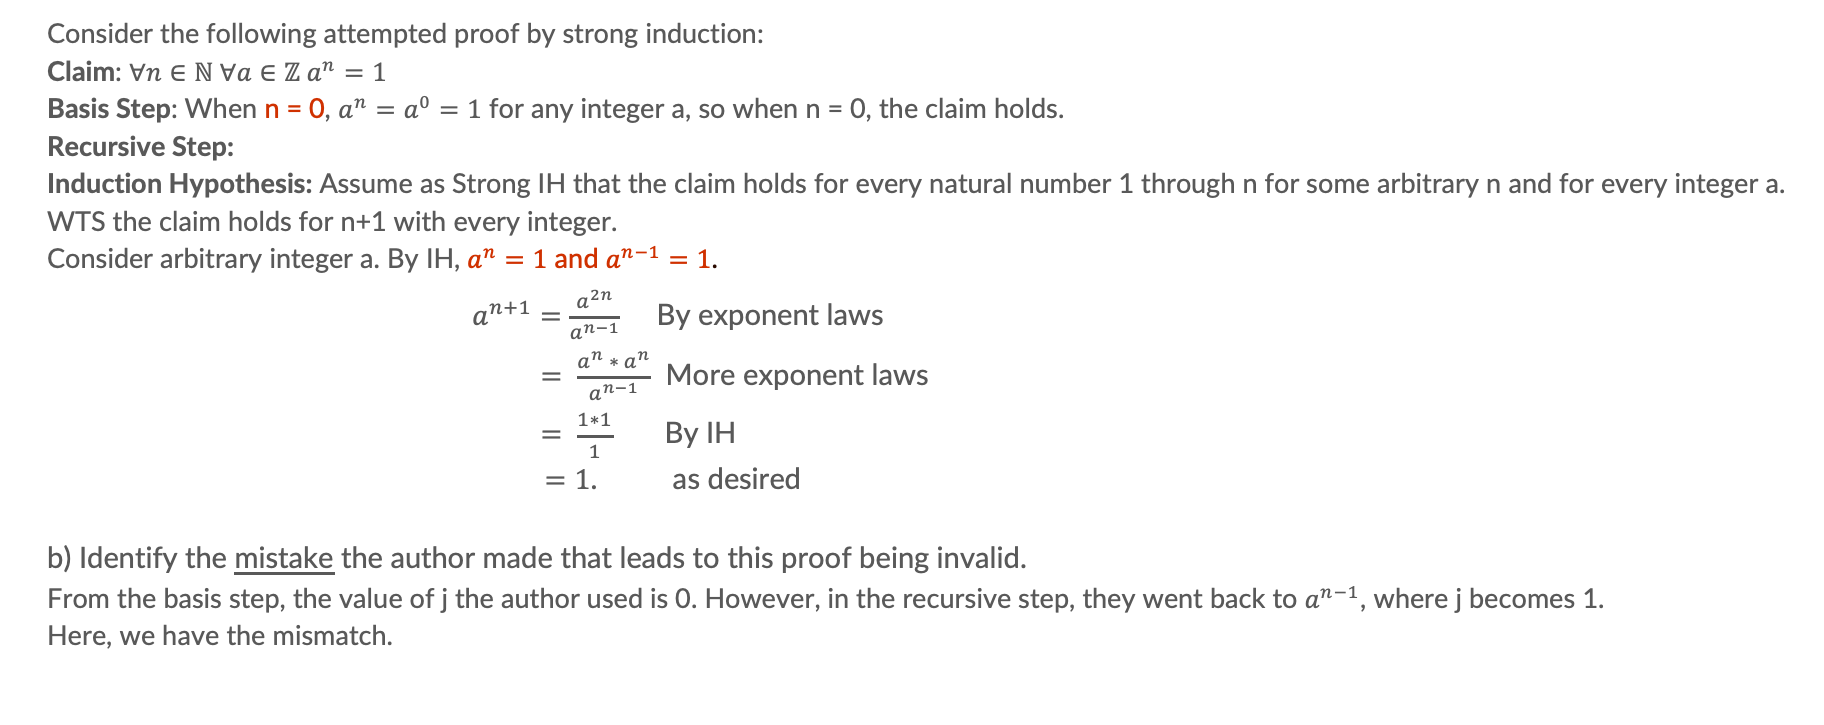 Consider the following attempted proof by strong induction:
Claim: ∀n ∈ ℕ ∀a ∈ ℤ aⁿ = 1
Basis Step: When n = 0, aⁿ = a⁰ = 1 for any integer a, so when n = 0, the claim holds.
Recursive Step:
Induction Hypothesis: Assume as Strong IH that the claim holds for every natural number 1 through n for some arbitrary n and for every integer a.
WTS the claim holds for n+1 with every integer.
Consider arbitrary integer a. By IH, aⁿ = 1 and aⁿ⁻¹ = 1.
aⁿ⁺¹ = a²ⁿ / aⁿ⁻¹ By exponent laws
= aⁿ * aⁿ / aⁿ⁻¹ More exponent laws
= 1*1 / 1 By IH
= 1. as desired
b) Identify the mistake the author made that leads to this proof being invalid.
From the basis step, the value of j the author used is 0. However, in the recursive step, they went back to aⁿ⁻¹, where j becomes 1.
Here, we have the mismatch.